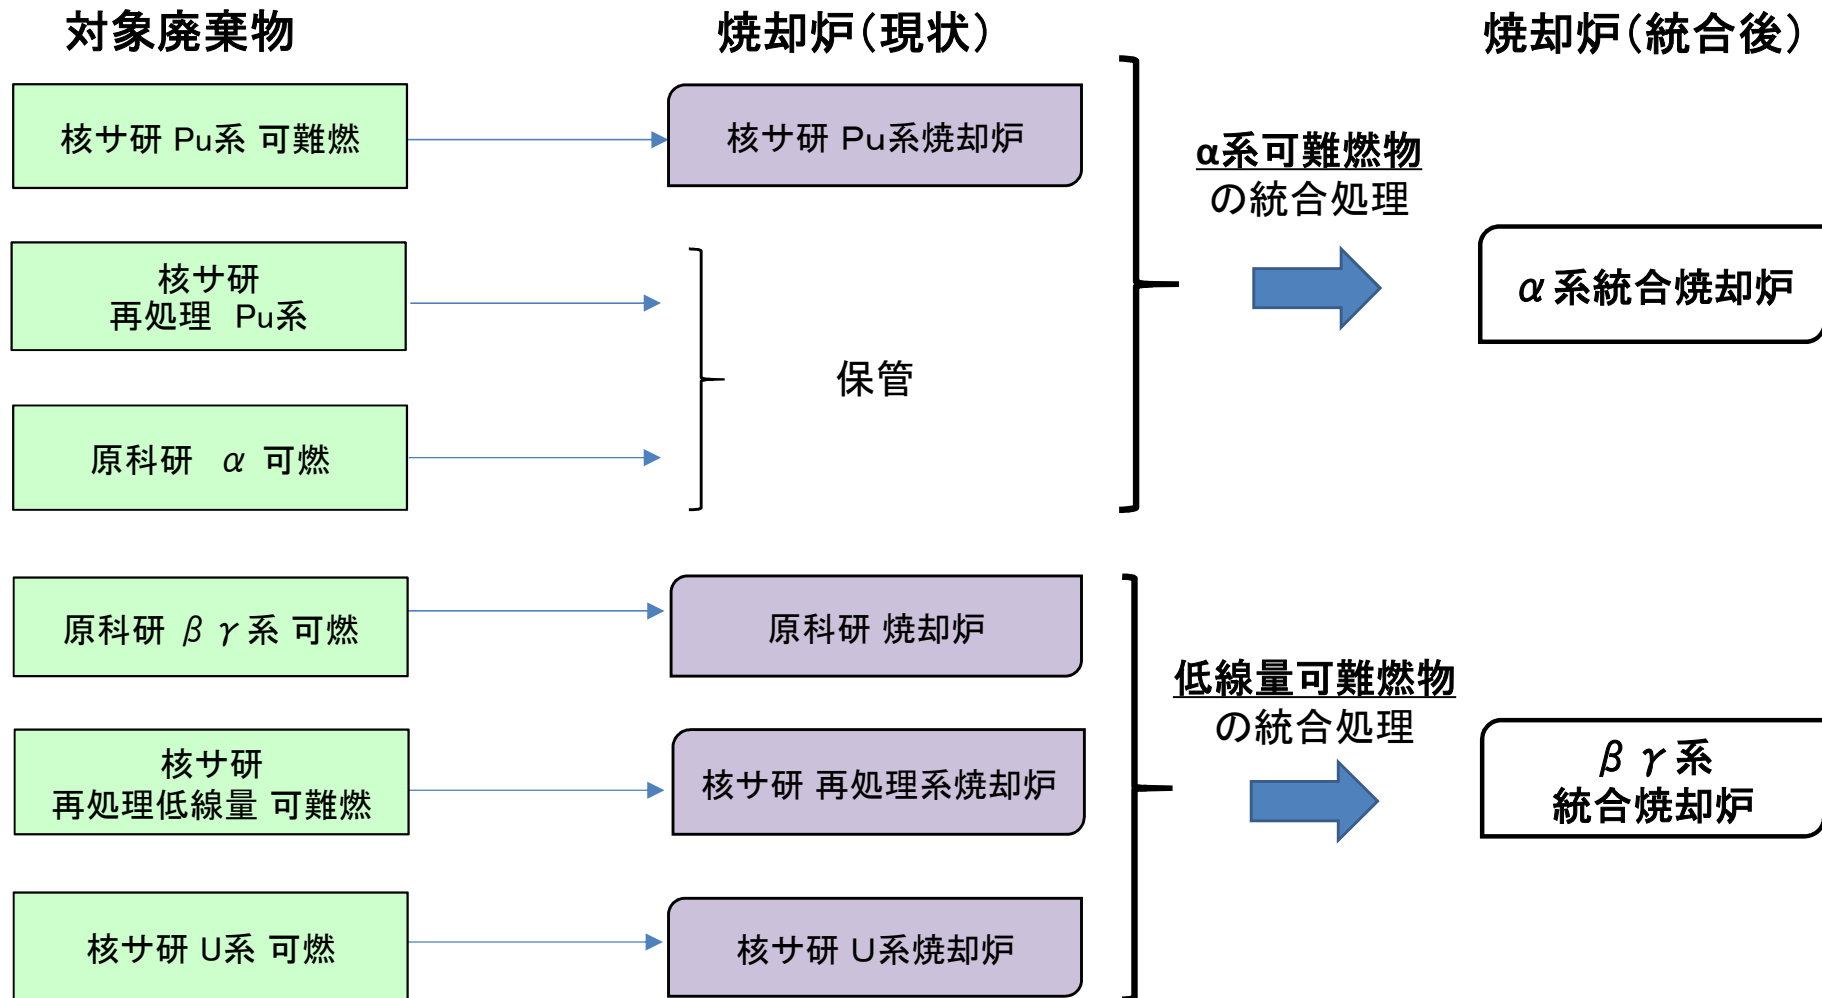 対象廃棄物
焼却炉（現状）
焼却炉（統合後）
核サ研 Pu系 可難燃
核サ研 Pu系焼却炉
α系可難燃物
の統合処理
核サ研
再処理 Pu系
α系統合焼却炉
保管
原科研 α 可燃
原科研 βγ系 可燃
原科研 焼却炉
低線量可難燃物
の統合処理
核サ研
再処理低線量 可難燃
核サ研 再処理系焼却炉
βγ系
統合焼却炉
核サ研 U系 可燃
核サ研 U系焼却炉